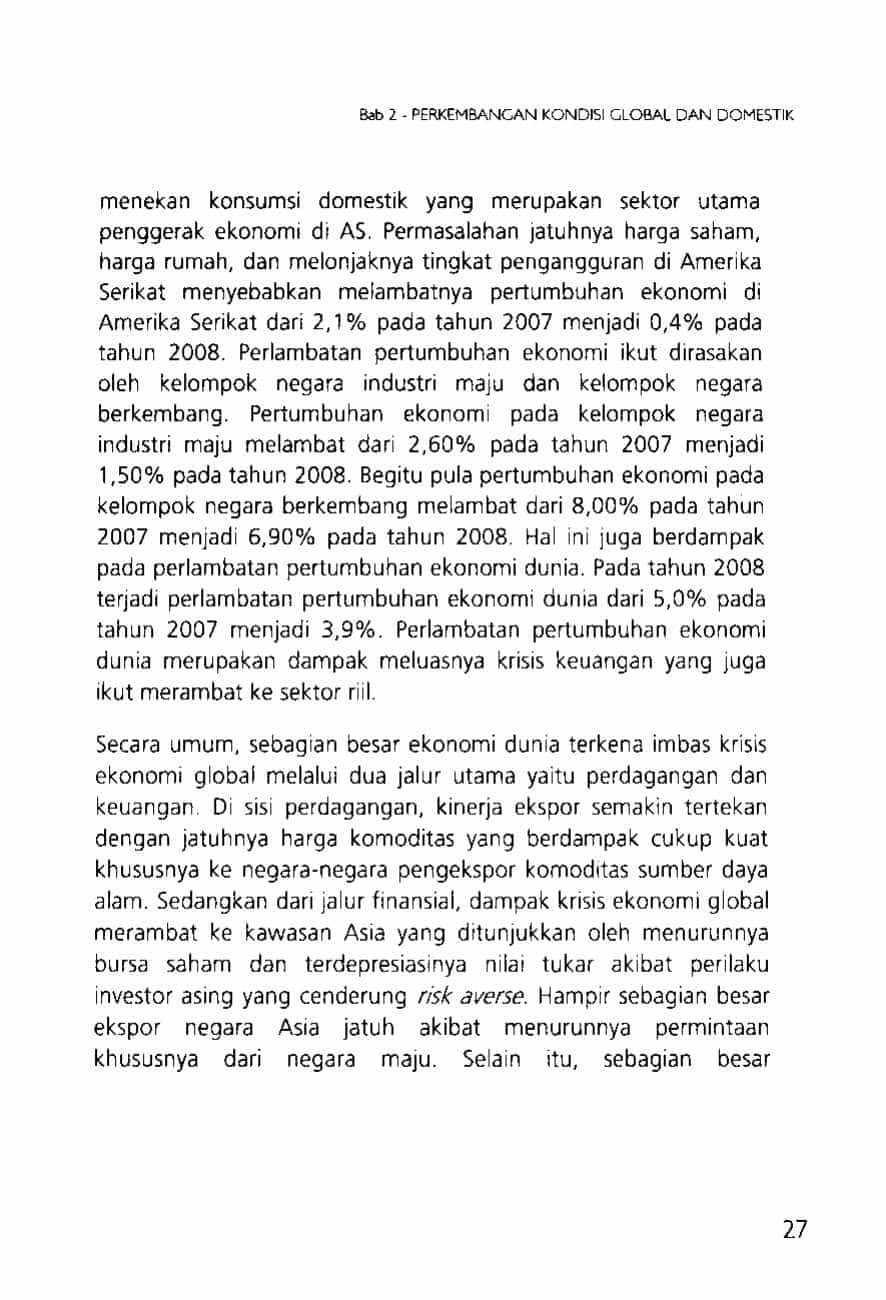 Bab 2 - PERKEMBANGAN KONDISI GLOBAL DAN DOMESTIK
menekan konsumsi domestik yang merupakan sektor utama
penggerak ekonomi di AS. Permasalahan jatuhnya harga saham,
harga rumah, dan melonjaknya tingkat pengangguran di Amerika
Serikat menyebabkan melambatnya pertumbuhan ekonomi di
Amerika Serikat dari 2,1% pada tahun 2007 menjadi 0,4% pada
tahun 2008. Perlambatan pertumbuhan ekonomi ikut dirasakan
oleh kelompok negara industri maju dan kelompok negara
berkembang. Pertumbuhan ekonomi pada kelompok negara
industri maju melambat dari 2,60% pada tahun 2007 menjadi
1,50% pada tahun 2008. Begitu pula pertumbuhan ekonomi pada
kelompok negara berkembang melambat dari 8,00% pada tahun
2007 menjadi 6,90% pada tahun 2008. Hal ini juga berdampak
pada perlambatan pertumbuhan ekonomi dunia. Pada tahun 2008
terjadi perlambatan pertumbuhan ekonomi dunia dari 5,0% pada
tahun 2007 menjadi 3,9%. Perlambatan pertumbuhan ekonomi
dunia merupakan dampak meluasnya krisis keuangan yang juga
ikut merambat ke sektor riil.
Secara umum, sebagian besar ekonomi dunia terkena imbas krisis
ekonomi global melalui dua jalur utama yaitu perdagangan dan
keuangan. Di sisi perdagangan, kinerja ekspor semakin tertekan
dengan jatuhnya harga komoditas yang berdampak cukup kuat
khususnya ke negara-negara pengekspor komoditas sumber daya
alam. Sedangkan dari jalur finansial, dampak krisis ekonomi global
merambat ke kawasan Asia yang ditunjukkan oleh menurunnya
bursa saham dan terdepresiasinya nilai tukar akibat perilaku
investor asing yang cenderung risk averse. Hampir sebagian besar
ekspor negara Asia jatuh akibat menurunnya permintaan
khususnya dari negara maju. Selain itu, sebagian besar
27